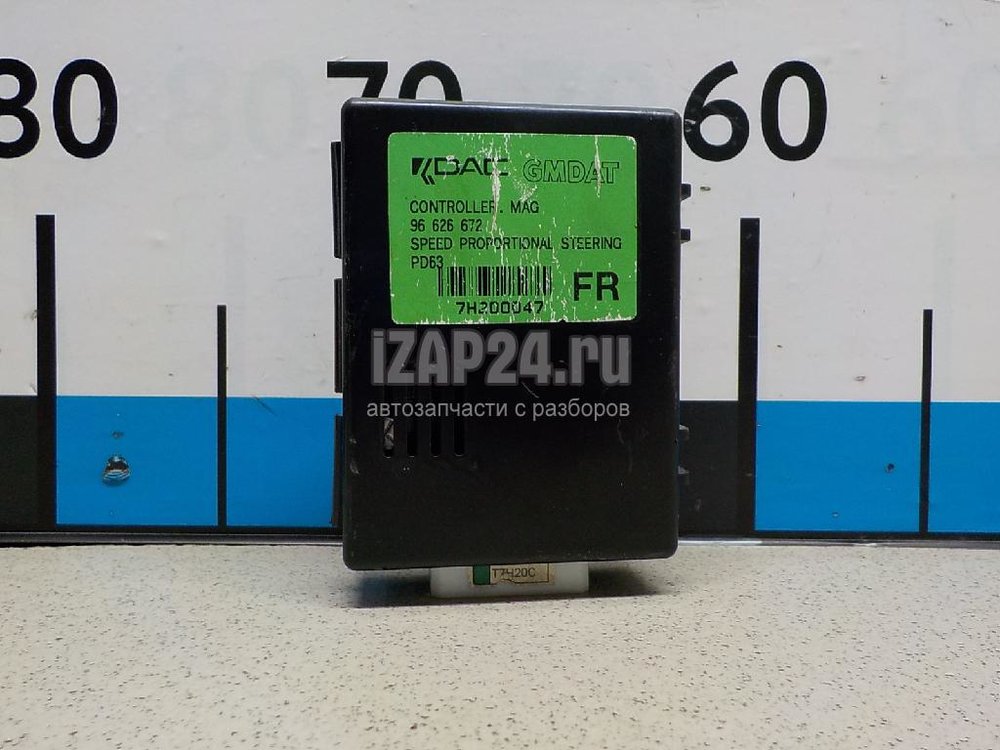 80 70 60
KDAC GMDAT
CONTROLLER, MAG
96 626 672
SPEED PROPORTIONAL STEERING
PD63
FR
7H200047
iZAP24.ru
автозапчасти с разборов
T7H20C